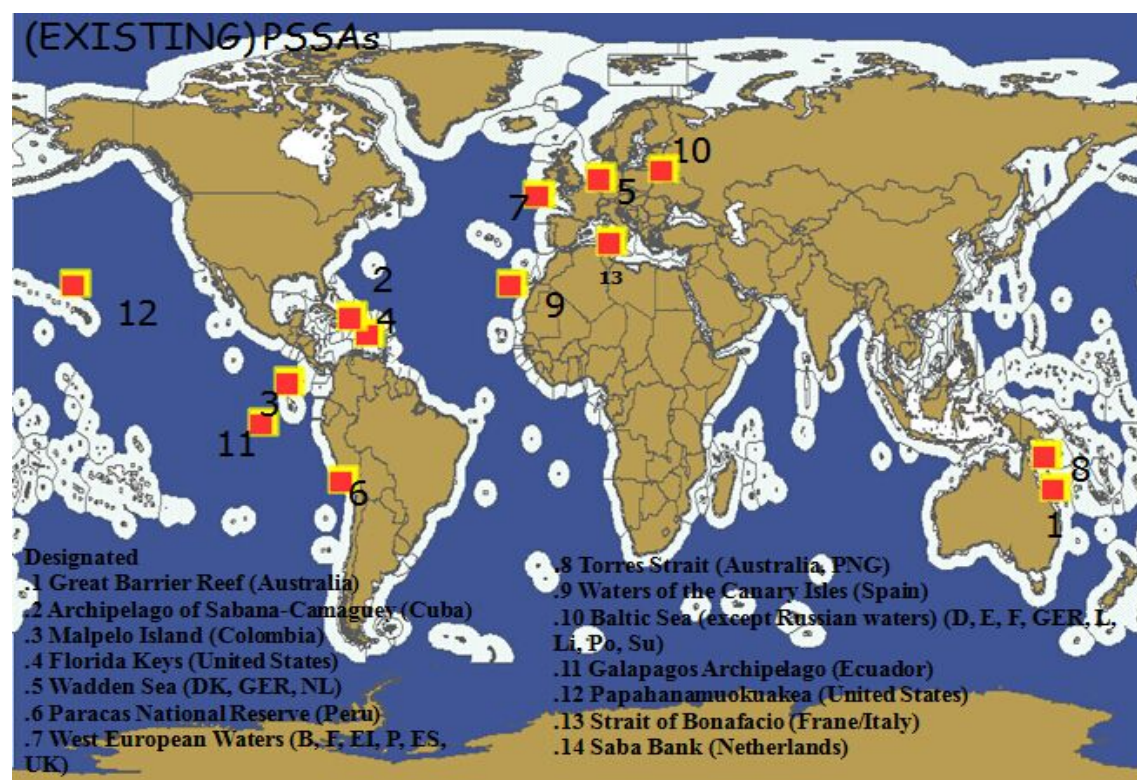 (EXISTING) PSSAs
10
5
7
13
2
9
12
4
3
11
6
8
1
Designated
.1 Great Barrier Reef (Australia)
.2 Archipelago of Sabana-Camaguey (Cuba)
.3 Malpelo Island (Colombia)
.4 Florida Keys (United States)
.5 Wadden Sea (DK, GER, NL)
.6 Paracas National Reserve (Peru)
.7 West European Waters (B, F, EI, P, ES,
UK)
.8 Torres Strait (Australia, PNG)
.9 Waters of the Canary Isles (Spain)
.10 Baltic Sea (except Russian waters) (D, E, F, GER, L,
Li, Po, Su)
.11 Galapagos Archipelago (Ecuador)
.12 Papahanamuokuakea (United States)
.13 Strait of Bonafacio (Frane/Italy)
.14 Saba Bank (Netherlands)